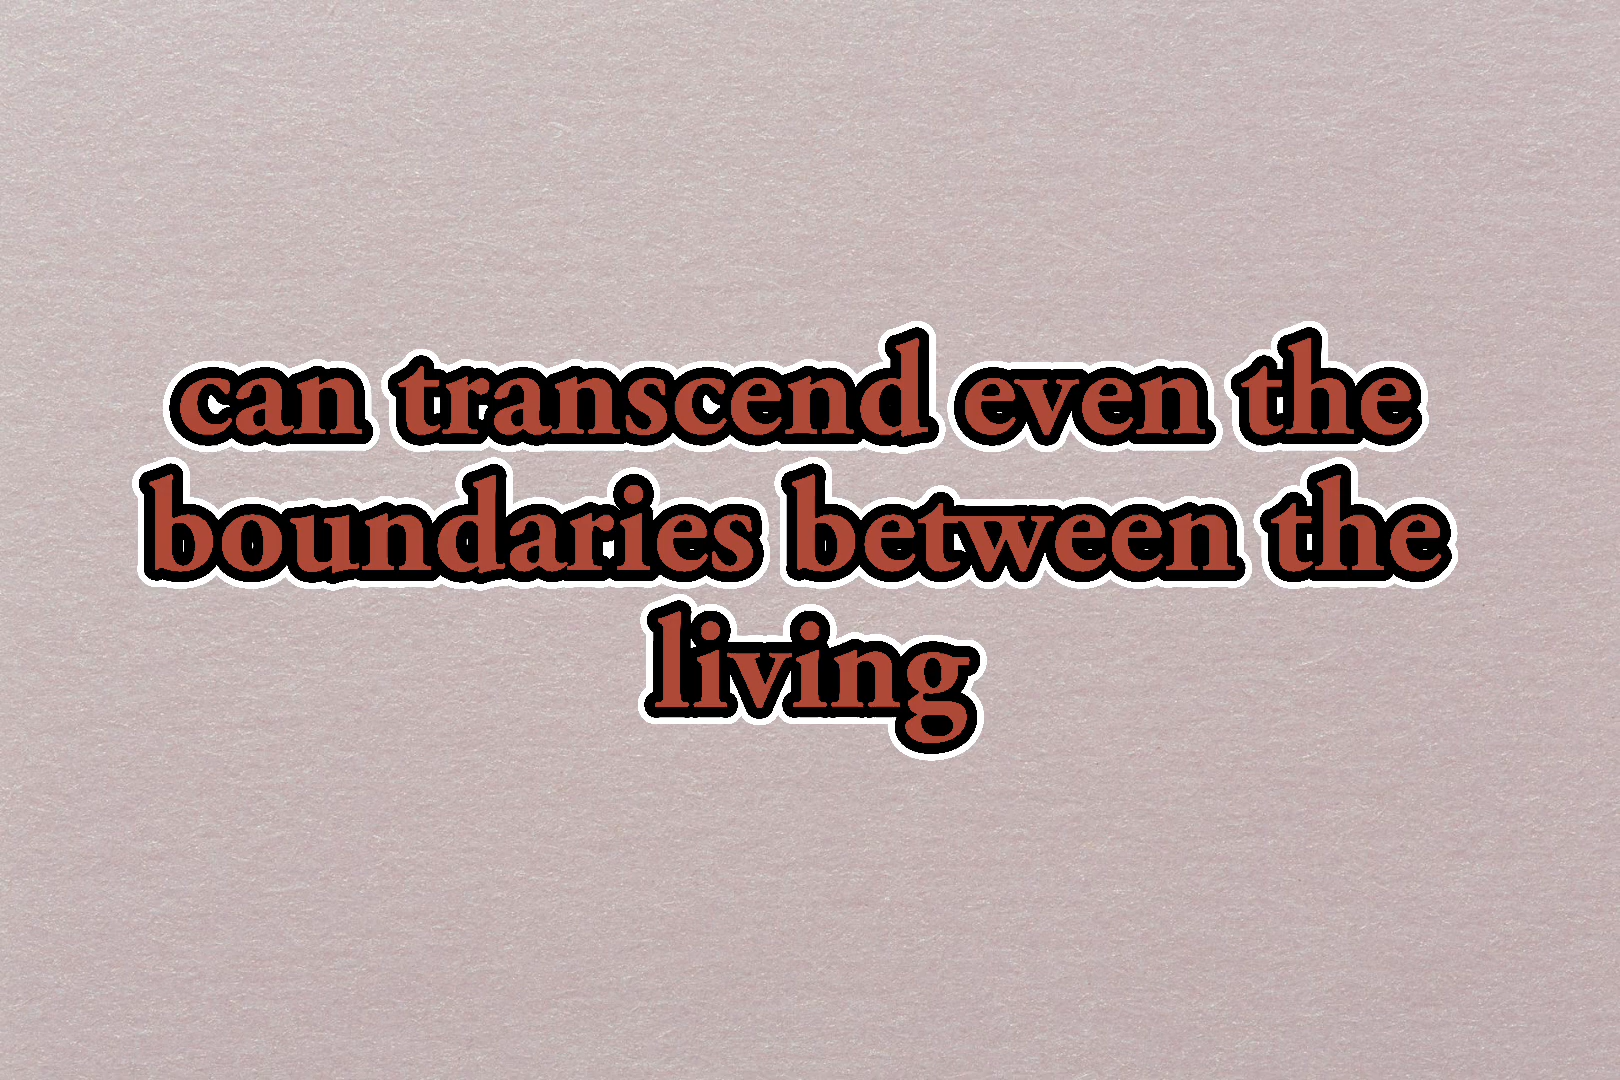 can transcend even the
boundaries between the
living